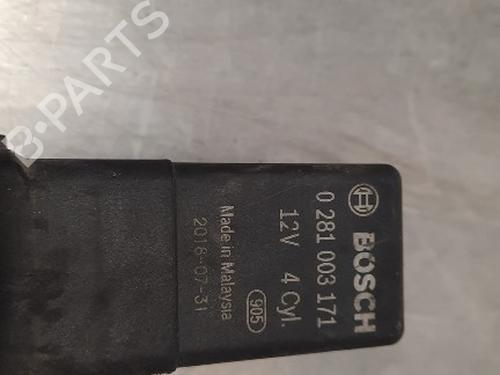 BOSCH
0 281 003 171
12V 4 Cyl.
Made in Malaysia
2016-07-31
905
B-PARTS